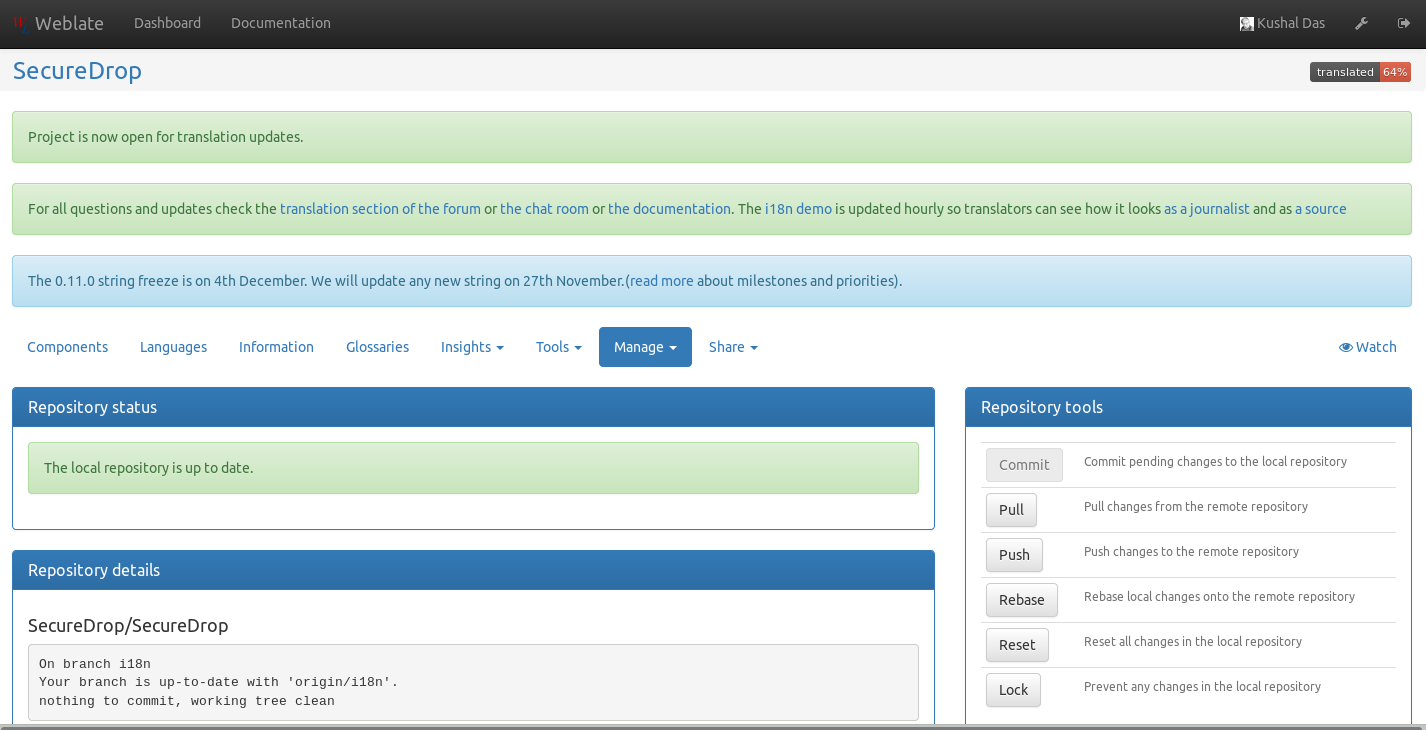 Weblate Dashboard Documentation Kushal Das
SecureDrop translated 64%
Project is now open for translation updates.
For all questions and updates check the translation section of the forum or the chat room or the documentation. The i18n demo is updated hourly so translators can see how it looks as a journalist and as a source
The 0.11.0 string freeze is on 4th December. We will update any new string on 27th November.(read more about milestones and priorities).
Components Languages Information Glossaries Insights Tools Manage Share Watch
Repository status
The local repository is up to date.
Repository details
SecureDrop/SecureDrop
On branch i18n
Your branch is up-to-date with 'origin/i18n'.
nothing to commit, working tree clean
Repository tools
Commit Commit pending changes to the local repository
Pull Pull changes from the remote repository
Push Push changes to the remote repository
Rebase Rebase local changes onto the remote repository
Reset Reset all changes in the local repository
Lock Prevent any changes in the local repository